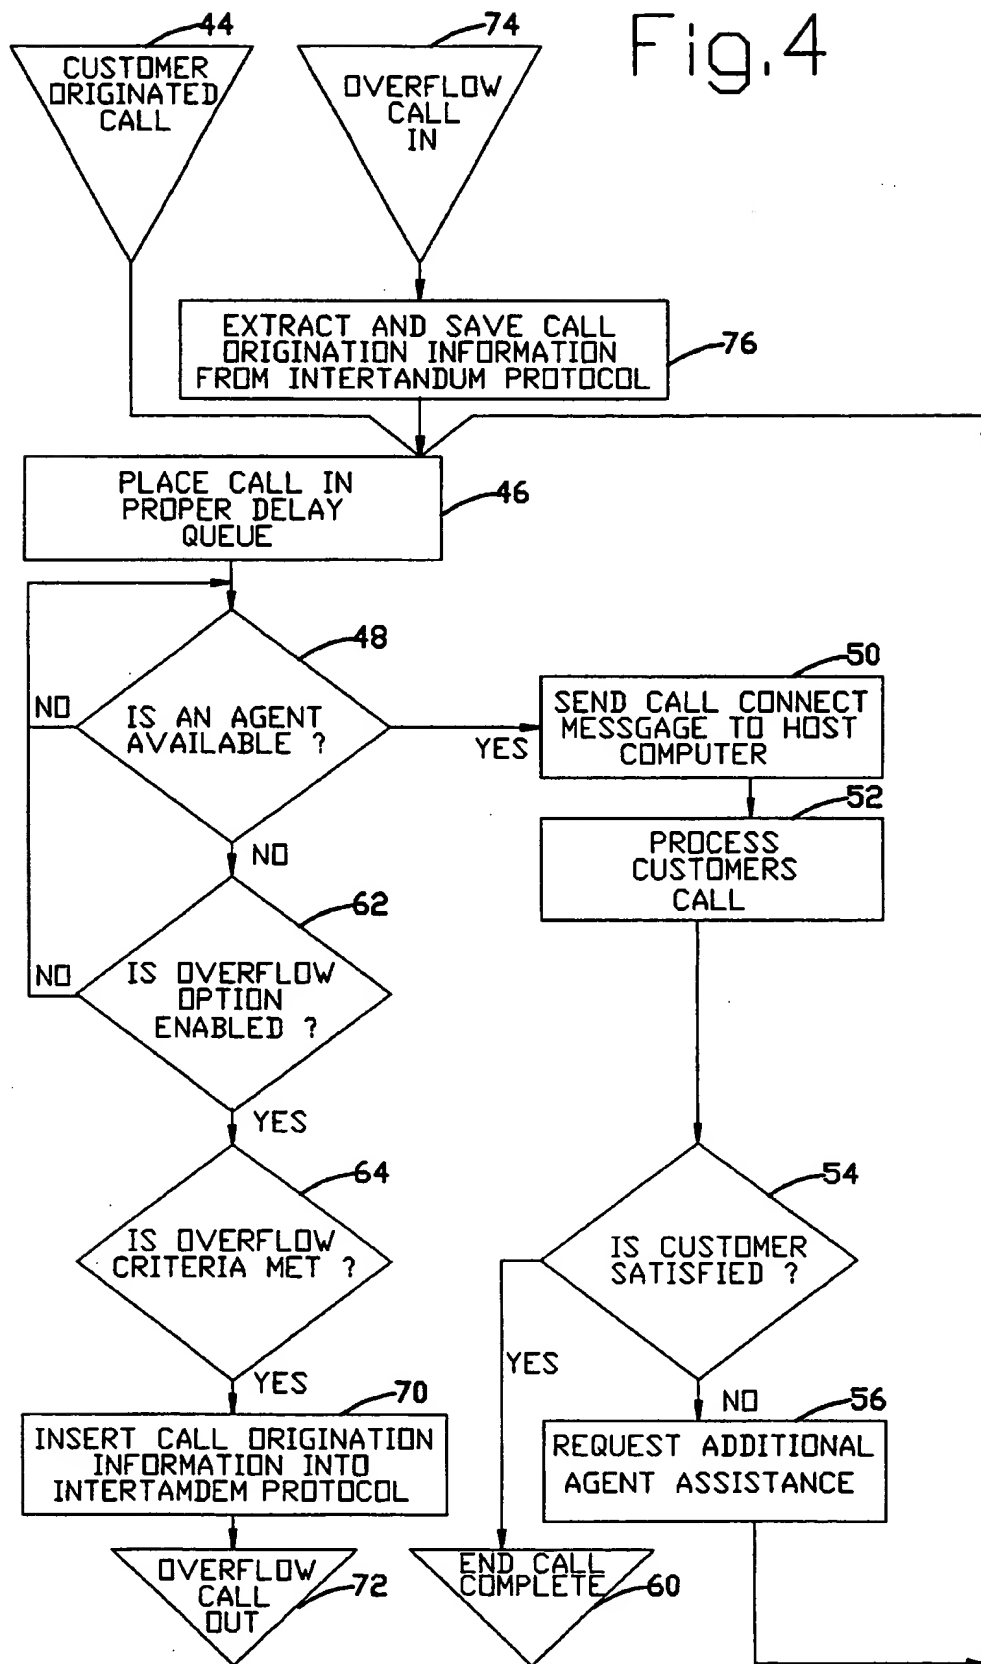 Fig.4
44
CUSTOMER
ORIGINATED
CALL
74
OVERFLOW
CALL
IN
EXTRACT AND SAVE CALL
ORIGINATION INFORMATION
FROM INTERTANDUM PROTOCOL
76
PLACE CALL IN
PROPER DELAY
QUEUE
46
48
IS AN AGENT
AVAILABLE ?
NO
YES
50
SEND CALL CONNECT
MESSGAGE TO HOST
COMPUTER
52
PROCESS
CUSTOMERS
CALL
NO
62
IS OVERFLOW
OPTION
ENABLED ?
NO
YES
64
IS OVERFLOW
CRITERIA MET ?
54
IS CUSTOMER
SATISFIED ?
YES
NO
YES
70
INSERT CALL ORIGINATION
INFORMATION INTO
INTERTAMDEM PROTOCOL
56
REQUEST ADDITIONAL
AGENT ASSISTANCE
OVERFLOW
CALL
OUT
72
END CALL
COMPLETE
60